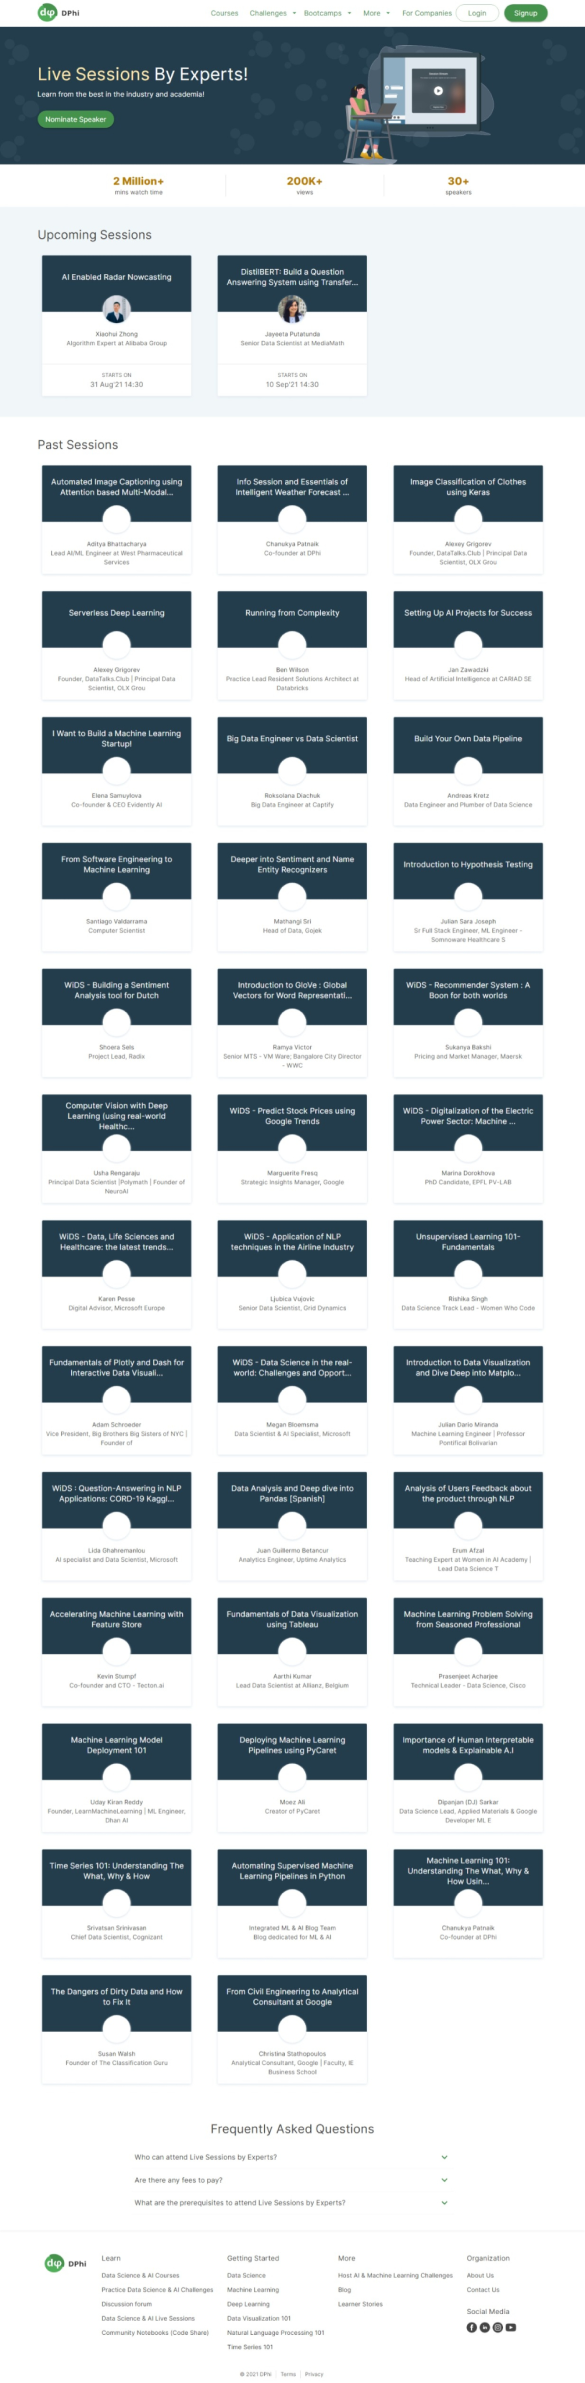 dφ DPhi
Courses Challenges Bootcamps More For Companies Login Signup
Live Sessions By Experts!
Learn from the best in the industry and academia!
Nominate Speaker
2 Million+
mins watch time
200K+
views
30+
speakers
Upcoming Sessions
AI Enabled Radar Nowcasting
Xiaohui Zhong
Algorithm Expert at Alibaba Group
STARTS ON
31 Aug'21 14:30
DistilBERT: Build a Question
Answering System using Transfer...
Jayeeta Putatunda
Senior Data Scientist at MediaMath
STARTS ON
10 Sep'21 14:30
Past Sessions
Automated Image Captioning using
Attention based Multi-Modal...
Aditya Bhattacharya
Lead AI/ML Engineer at West Pharmaceutical
Services
Info Session and Essentials of
Intelligent Weather Forecast ...
Chanukya Patnaik
Co-founder at DPhi
Image Classification of Clothes
using Keras
Alexey Grigorev
Founder, DataTalks.Club | Principal Data
Scientist, OLX Grou
Serverless Deep Learning
Alexey Grigorev
Founder, DataTalks.Club | Principal Data
Scientist, OLX Grou
Running from Complexity
Ben Wilson
Practice Lead Resident Solutions Architect at
Databricks
Setting Up AI Projects for Success
Jan Zawadzki
Head of Artificial Intelligence at CARIAD SE
I Want to Build a Machine Learning
Startup!
Elena Samuylova
Co-founder & CEO Evidently AI
Big Data Engineer vs Data Scientist
Roksolana Diachuk
Big Data Engineer at Captify
Build Your Own Data Pipeline
Andreas Kretz
Data Engineer and Plumber of Data Science
From Software Engineering to
Machine Learning
Santiago Valdarrama
Computer Scientist
Deeper into Sentiment and Name
Entity Recognizers
Mathangi Sri
Head of Data, Gojek
Introduction to Hypothesis Testing
Julian Sara Joseph
Sr Full Stack Engineer, ML Engineer -
Somnoware Healthcare S
WiDS - Building a Sentiment
Analysis tool for Dutch
Shoera Sels
Project Lead, Radix
Introduction to GloVe : Global
Vectors for Word Representati...
Ramya Victor
Senior MTS - VM Ware; Bangalore City Director
- WWC
WiDS - Recommender System : A
Boon for both worlds
Sukanya Bakshi
Pricing and Market Manager, Maersk
Computer Vision with Deep
Learning (using real-world
Healthc...
Usha Rengaraju
Principal Data Scientist |Polymath | Founder of
NeuroAI
WiDS - Predict Stock Prices using
Google Trends
Marguerite Fresq
Strategic Insights Manager, Google
WiDS - Digitalization of the Electric
Power Sector: Machine ...
Marina Dorokhova
PhD Candidate, EPFL PV-LAB
WiDS - Data, Life Sciences and
Healthcare: the latest trends...
Karen Pesse
Digital Advisor, Microsoft Europe
WiDS - Application of NLP
techniques in the Airline Industry
Ljubica Vujovic
Senior Data Scientist, Grid Dynamics
Unsupervised Learning 101-
Fundamentals
Rishika Singh
Data Science Track Lead - Women Who Code
Fundamentals of Plotly and Dash for
Interactive Data Visuali...
Adam Schroeder
Vice President, Big Brothers Big Sisters of NYC |
Founder of
WiDS - Data Science in the real-
world: Challenges and Opport...
Megan Bloemsma
Data Scientist & AI Specialist, Microsoft
Introduction to Data Visualization
and Dive Deep into Matplo...
Julian Dario Miranda
Machine Learning Engineer | Professor
Pontifical Bolivarian
WiDS : Question-Answering in NLP
Applications: CORD-19 Kaggl...
Lida Ghahremanlou
AI specialist and Data Scientist, Microsoft
Data Analysis and Deep dive into
Pandas [Spanish]
Juan Guillermo Betancur
Analytics Engineer, Uptime Analytics
Analysis of Users Feedback about
the product through NLP
Erum Afzal
Teaching Expert at Women in AI Academy |
Lead Data Science T
Accelerating Machine Learning with
Feature Store
Kevin Stumpf
Co-founder and CTO - Tecton.ai
Fundamentals of Data Visualization
using Tableau
Aarthi Kumar
Lead Data Scientist at Allianz, Belgium
Machine Learning Problem Solving
from Seasoned Professional
Prasenjeet Acharjee
Technical Leader - Data Science, Cisco
Machine Learning Model
Deployment 101
Uday Kiran Reddy
Founder, LearnMachineLearning | ML Engineer,
Dhan AI
Deploying Machine Learning
Pipelines using PyCaret
Moez Ali
Creator of PyCaret
Importance of Human Interpretable
models & Explainable A.I
Dipanjan (DJ) Sarkar
Data Science Lead, Applied Materials & Google
Developer ML E
Time Series 101: Understanding The
What, Why & How
Srivatsan Srinivasan
Chief Data Scientist, Cognizant
Automating Supervised Machine
Learning Pipelines in Python
Integrated ML & AI Blog Team
Blog dedicated for ML & AI
Machine Learning 101:
Understanding The What, Why &
How Usin...
Chanukya Patnaik
Co-founder at DPhi
The Dangers of Dirty Data and How
to Fix It
Susan Walsh
Founder of The Classification Guru
From Civil Engineering to Analytical
Consultant at Google
Christina Stathopoulos
Analytical Consultant, Google | Faculty, IE
Business School
Frequently Asked Questions
Who can attend Live Sessions by Experts?
Are there any fees to pay?
What are the prerequisites to attend Live Sessions by Experts?
dφ DPhi
Learn
Data Science & AI Courses
Practice Data Science & AI Challenges
Discussion forum
Data Science & AI Live Sessions
Community Notebooks (Code Share)
Getting Started
Data Science
Machine Learning
Deep Learning
Data Visualization 101
Natural Language Processing 101
Time Series 101
More
Host AI & Machine Learning Challenges
Blog
Learner Stories
Organization
About Us
Contact Us
Social Media
© 2021 DPhi | Terms | Privacy